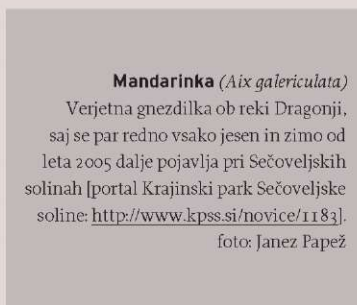 Mandarinka (Aix galericulata)
Verjetna gnezdilka ob reki Dragonji,
saj se par redno vsako jesen in zimo od
leta 2005 dalje pojavlja pri Sečoveljskih
solinah [portal Krajinski park Sečoveljske
soline: http://www.kpss.si/novice/1183].
foto: Janez Papež